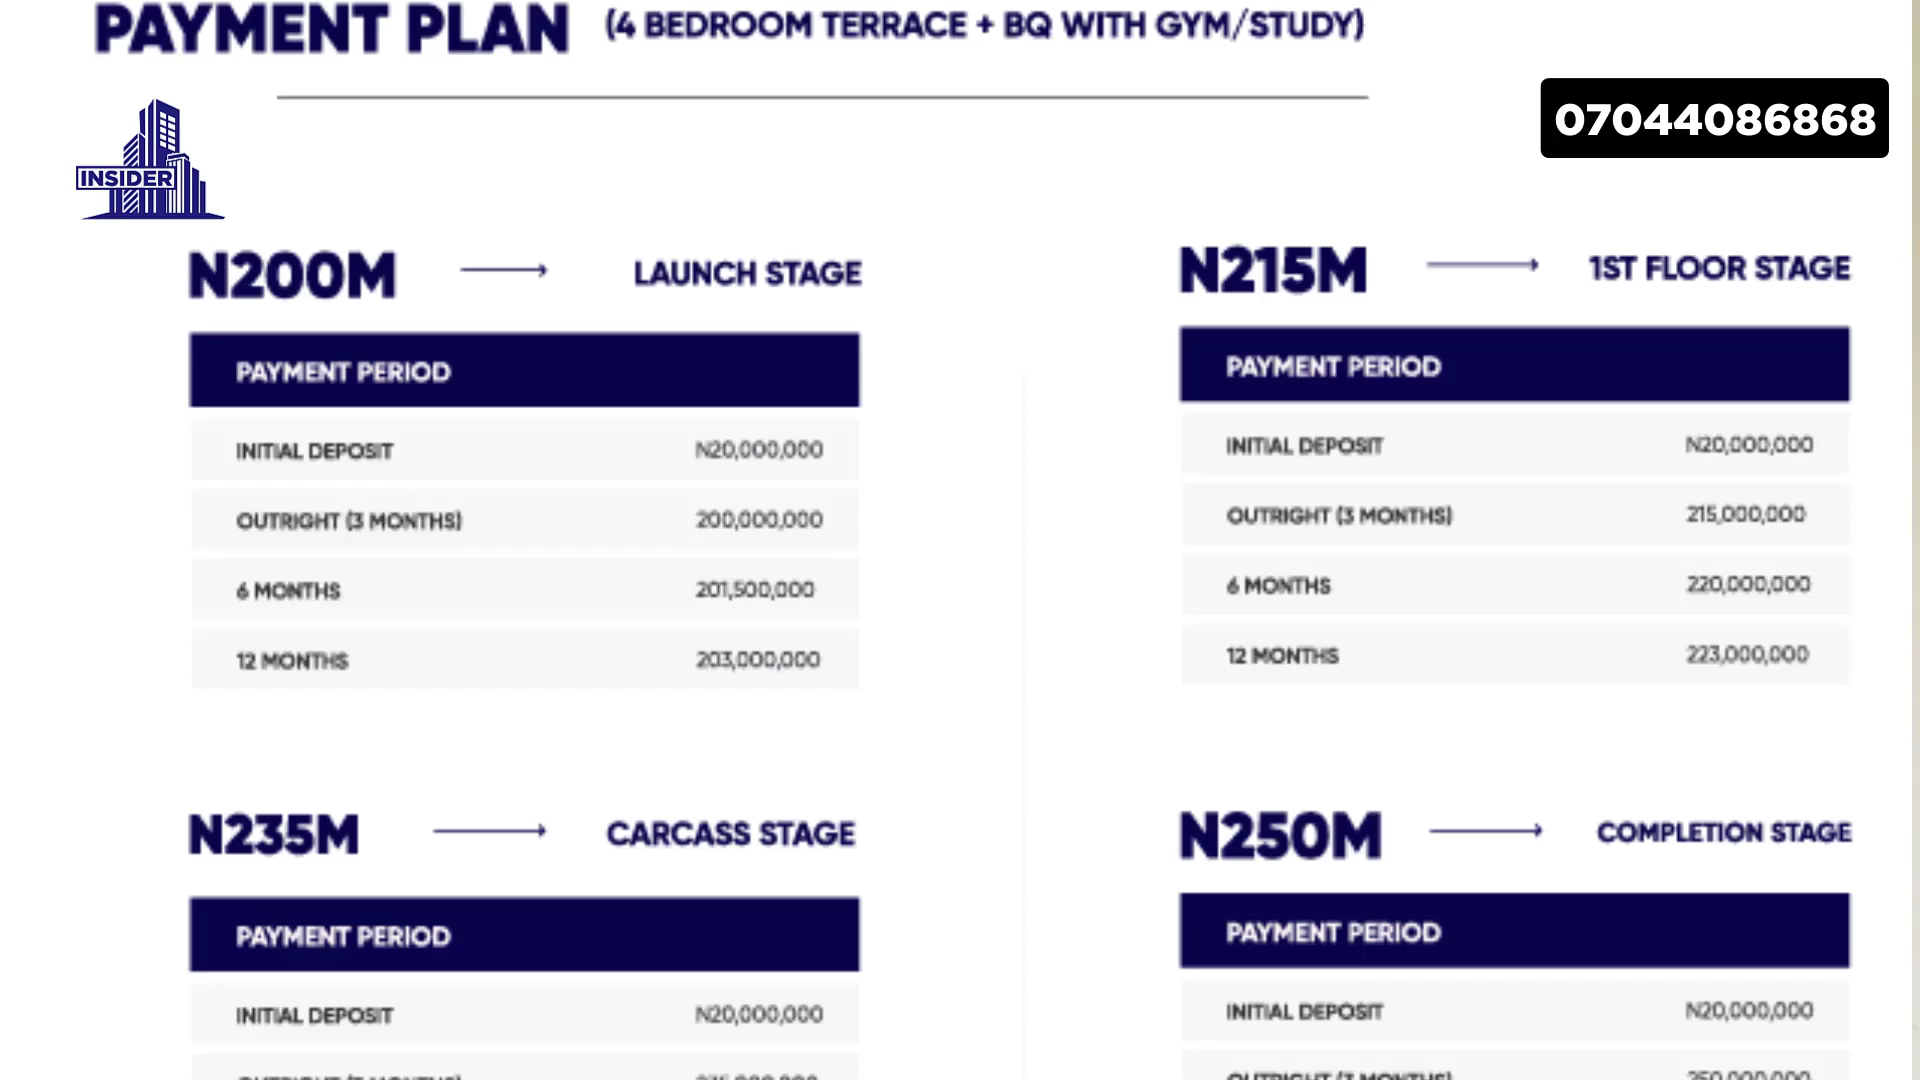 PAYMENT PLAN (4 BEDROOM TERRACE + BQ WITH GYM/STUDY)
07044086868
INSIDER
N200M LAUNCH STAGE
PAYMENT PERIOD
INITIAL DEPOSIT N20,000,000
OUTRIGHT (3 MONTHS) 200,000,000
6 MONTHS 201,500,000
12 MONTHS 203,000,000
N215M 1ST FLOOR STAGE
PAYMENT PERIOD
INITIAL DEPOSIT N20,000,000
OUTRIGHT (3 MONTHS) 215,000,000
6 MONTHS 220,000,000
12 MONTHS 223,000,000
N235M CARCASS STAGE
PAYMENT PERIOD
INITIAL DEPOSIT N20,000,000
N250M COMPLETION STAGE
PAYMENT PERIOD
INITIAL DEPOSIT N20,000,000